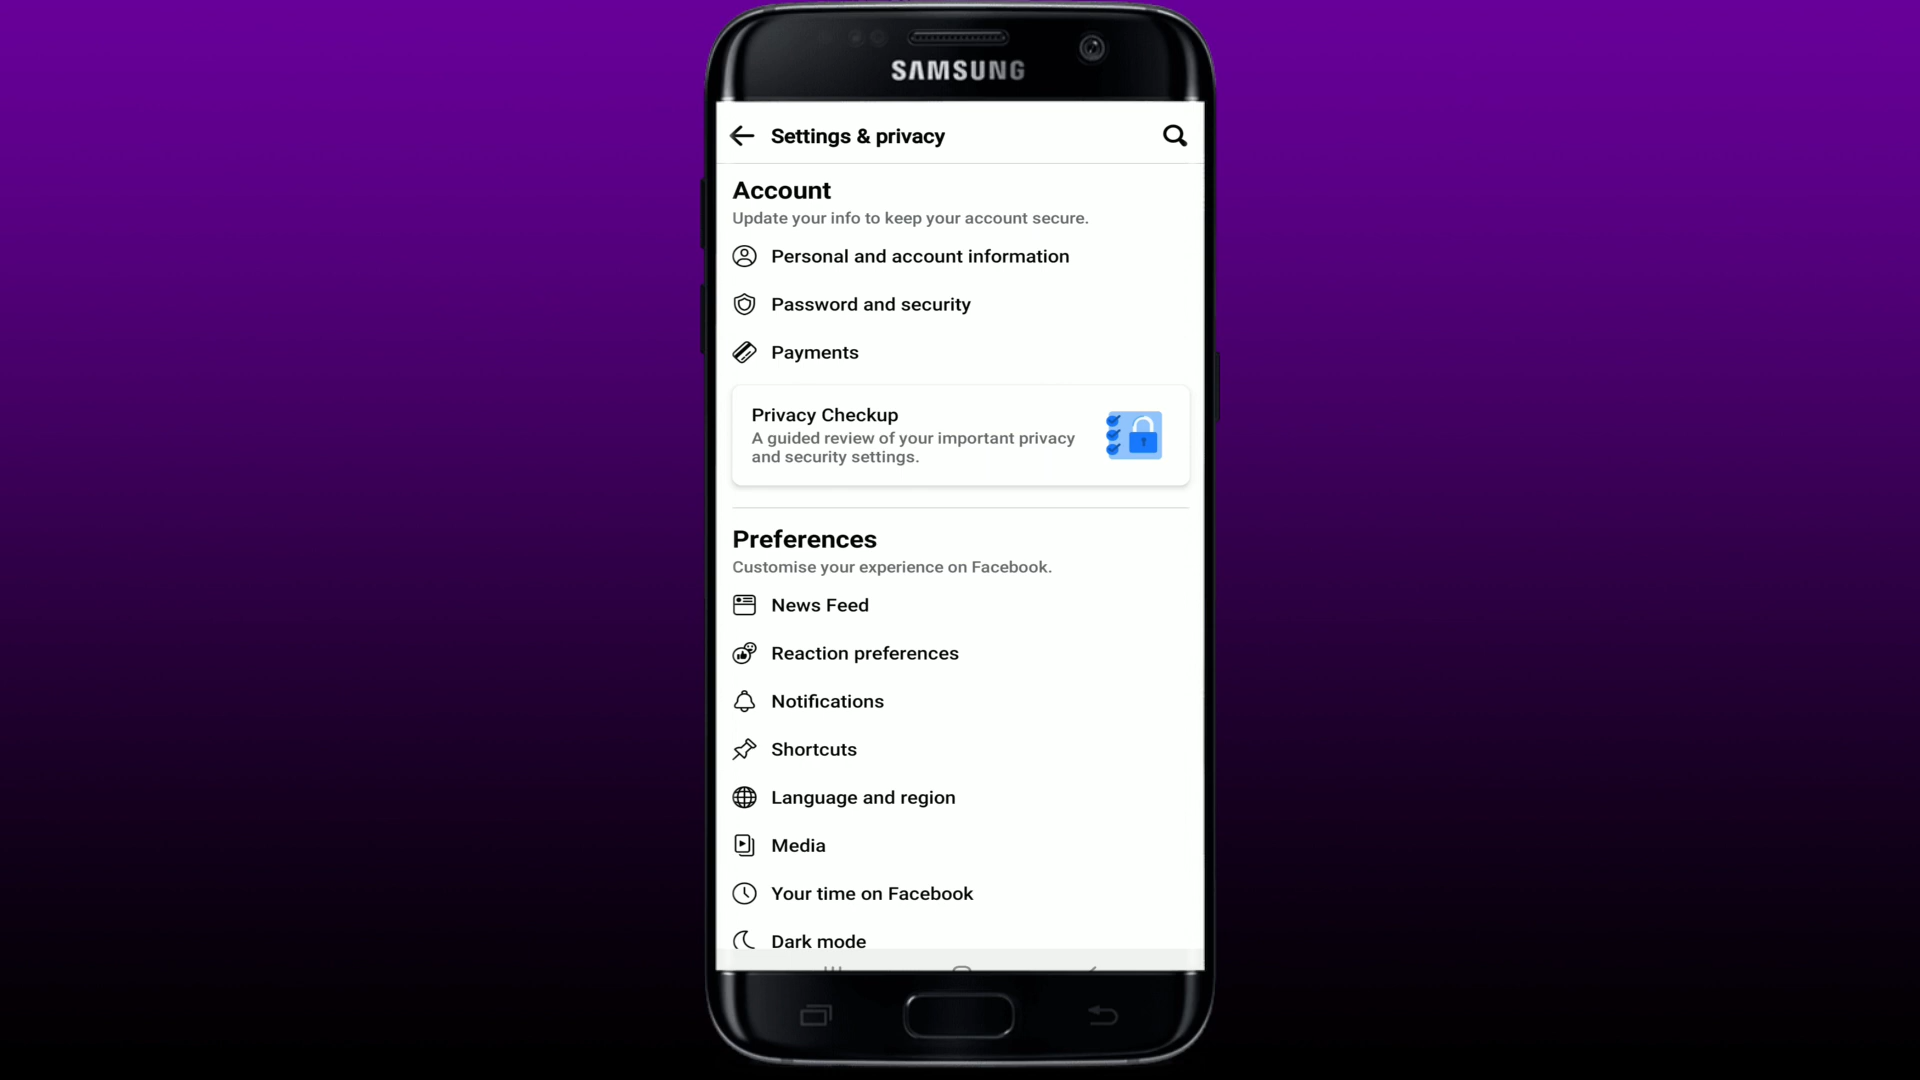 SAMSUNG
Settings & privacy
Account
Update your info to keep your account secure.
Personal and account information
Password and security
Payments
Privacy Checkup
A guided review of your important privacy
and security settings.
Preferences
Customise your experience on Facebook.
News Feed
Reaction preferences
Notifications
Shortcuts
Language and region
Media
Your time on Facebook
Dark mode